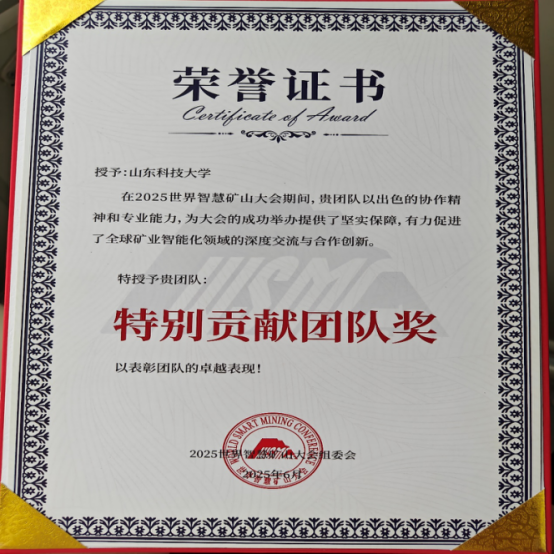 荣誉证书
Certificate of Award
授予：山东科技大学
在2025世界智慧矿山大会期间，贵团队以出色的协作精
神和专业能力，为大会的成功举办提供了坚实保障，有力促进
了全球矿业智能化领域的深度交流与合作创新。
特授予贵团队：
WSMC
特别贡献团队奖
以表彰团队的卓越表现！
WORLD SMART MINING CONFERENCE
2025世界智慧矿山大会组委会
2025年6月